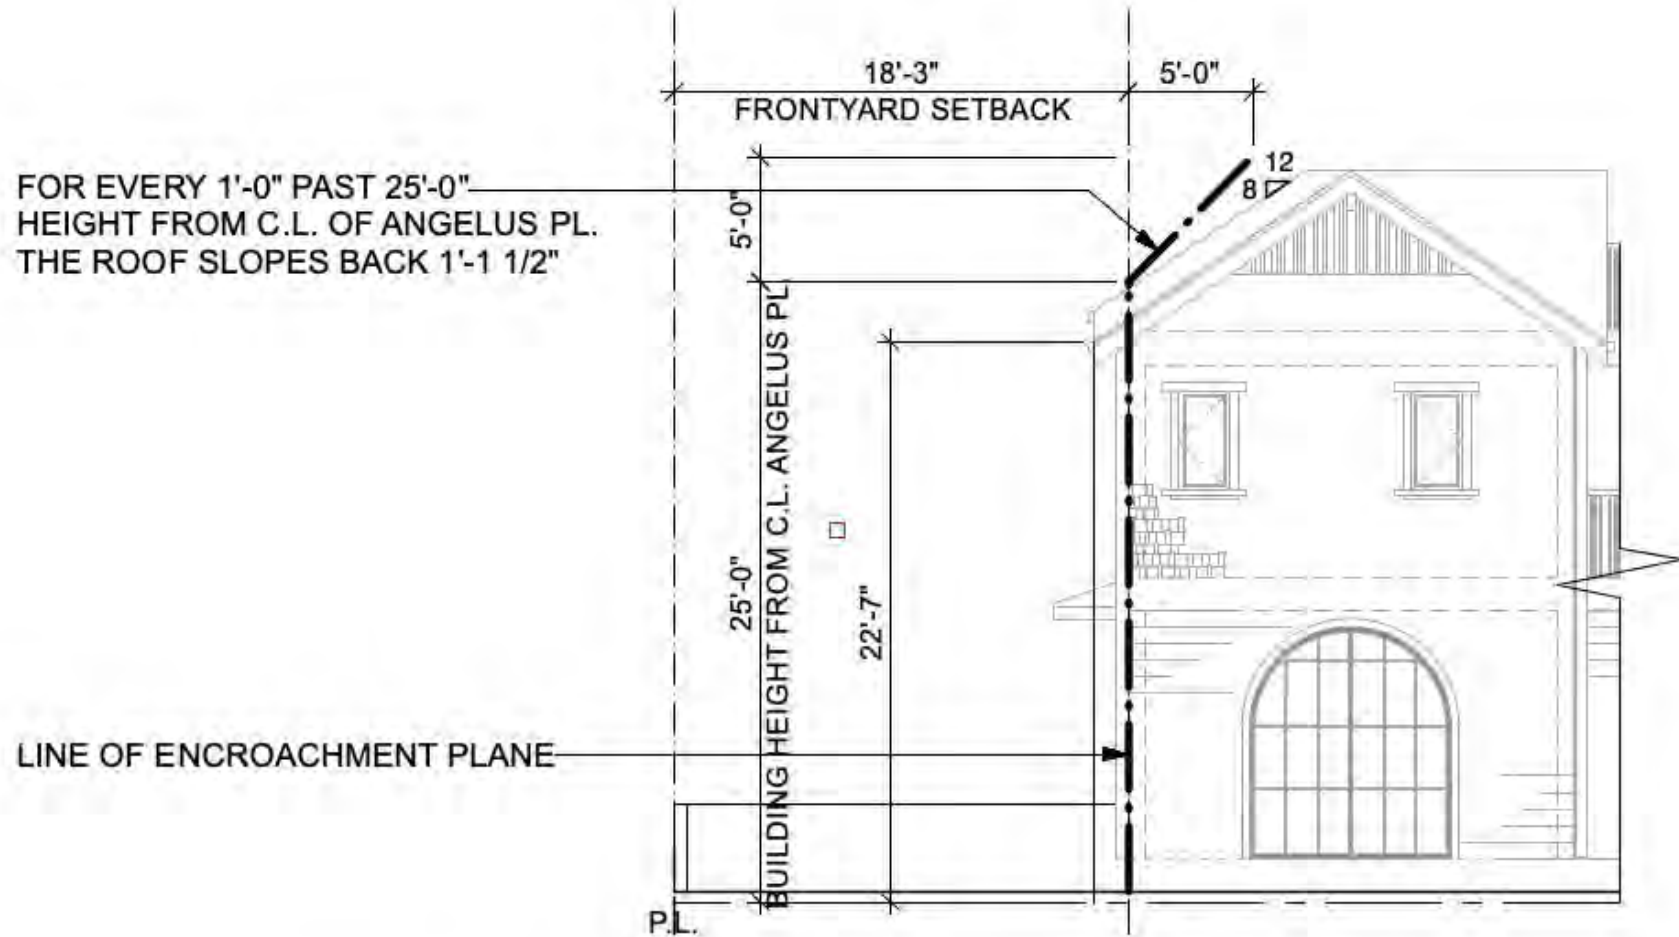 18'-3"
5'-0"
FRONTYARD SETBACK
12
8
FOR EVERY 1'-0" PAST 25'-0"
HEIGHT FROM C.L. OF ANGELUS PL.
THE ROOF SLOPES BACK 1'-1 1/2"
5'-0"
25'-0"
BUILDING HEIGHT FROM C.L. ANGELUS PL.
22'-7"
LINE OF ENCROACHMENT PLANE
P.L.